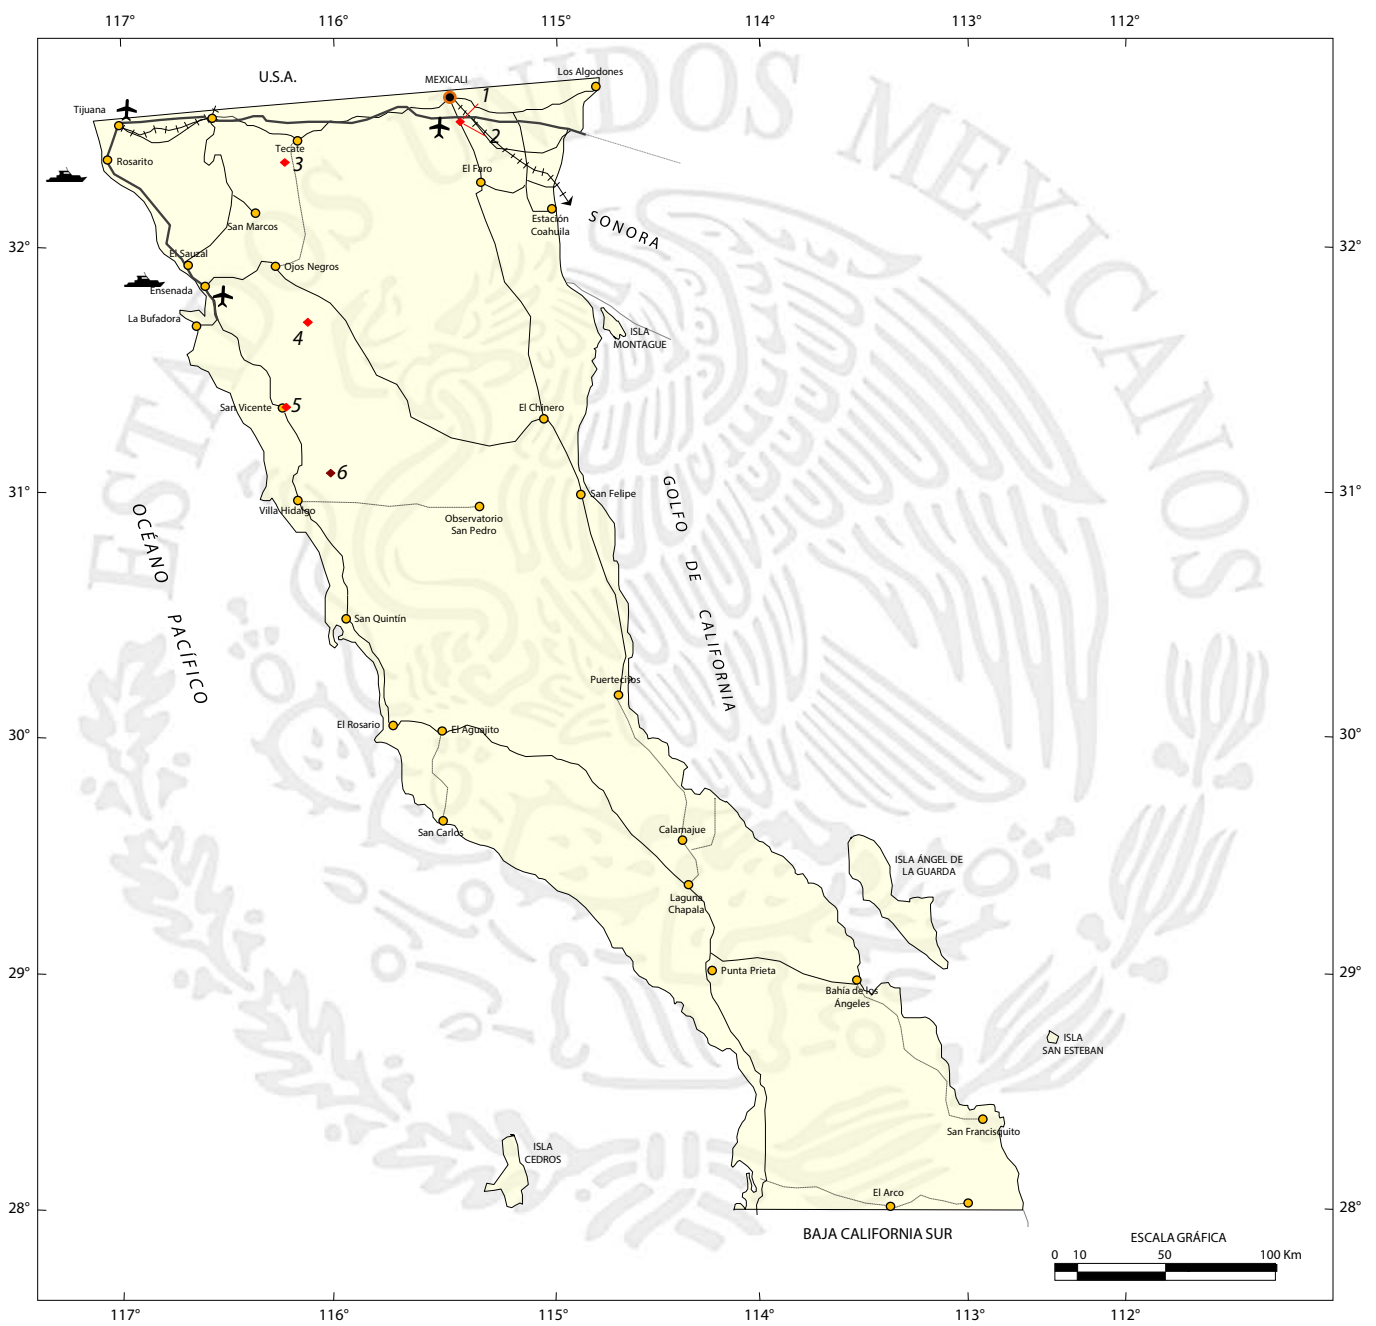 117°
116°
115°
114°
113°
112°
ESTADOS UNIDOS MEXICANOS
U.S.A.
MEXICALI
Los Algodones
Tijuana
1
2
Tecate
3
Rosarito
El Faro
San Marcos
Estación
Coahuila
SONORA
32°
32°
El Sauzal
Ojos Negros
Ensenada
La Bufadora
4
ISLA
MONTAGUE
San Vicente
5
El Chinero
6
31°
31°
San Felipe
Villa Hidalgo
Observatorio
San Pedro
OCÉANO PACÍFICO
GOLFO DE CALIFORNIA
San Quintín
Puertecitos
El Rosario
El Aguajito
30°
30°
San Carlos
Calamajue
ISLA ÁNGEL DE
LA GUARDA
Laguna
Chapala
29°
29°
Punta Prieta
Bahía de los
Ángeles
ISLA
SAN ESTEBAN
San Francisquito
ISLA
CEDROS
El Arco
28°
28°
BAJA CALIFORNIA SUR
ESCALA GRÁFICA
0 10 50 100 Km
117°
116°
115°
114°
113°
112°